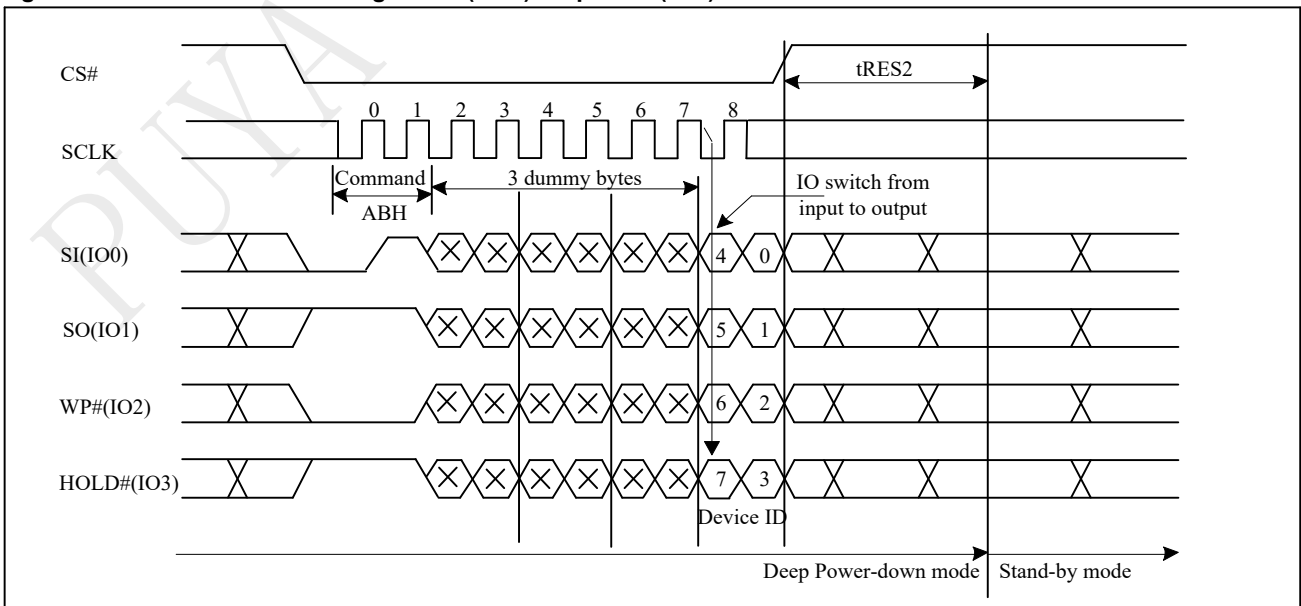 PUYA
CS#
tRES2
0 1 2 3 4 5 6 7 8
SCLK
Command
3 dummy bytes
IO switch from
input to output
ABH
SI(IO0)
4 0
SO(IO1)
5 1
WP#(IO2)
6 2
HOLD#(IO3)
7 3
Device ID
Deep Power-down mode
Stand-by mode